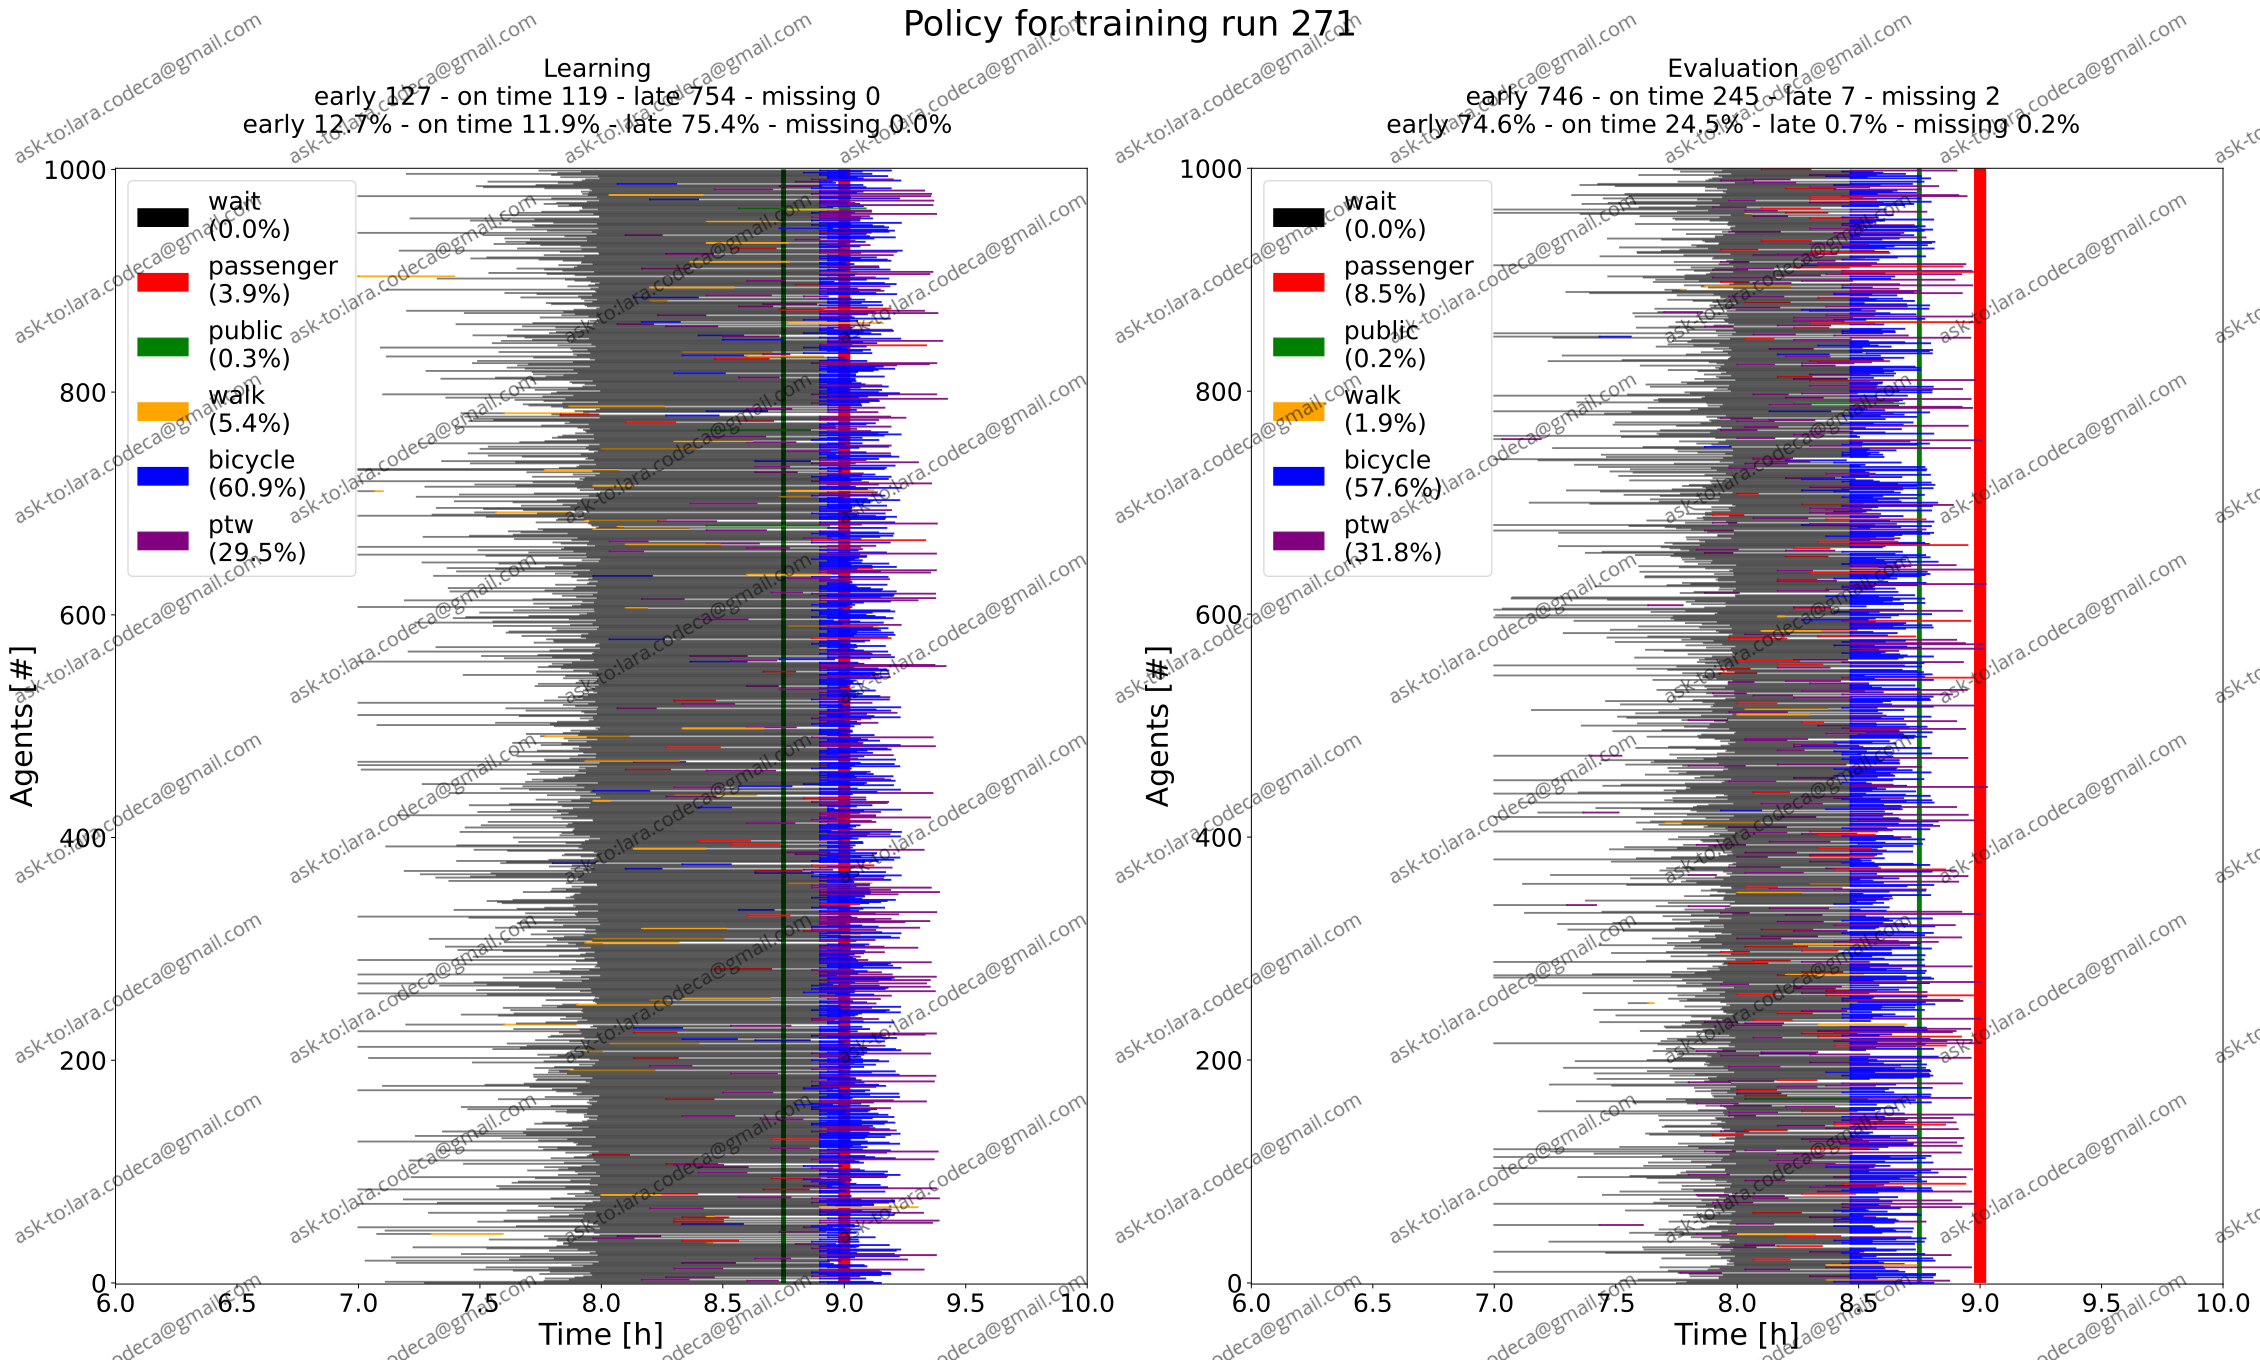 Policy for training run 271
Learning
early 127 - on time 119 - late 754 - missing 0
early 12.7% - on time 11.9% - late 75.4% - missing 0.0%
1000
800
600
400
200
0
Agents [#]
wait
(0.0%)
passenger
(3.9%)
public
(0.3%)
walk
(5.4%)
bicycle
(60.9%)
ptw
(29.5%)
6.0 6.5 7.0 7.5 8.0 8.5 9.0 9.5 10.0
Time [h]
Evaluation
early 746 - on time 245 - late 7 - missing 2
early 74.6% - on time 24.5% - late 0.7% - missing 0.2%
1000
800
600
400
200
0
Agents [#]
wait
(0.0%)
passenger
(8.5%)
public
(0.2%)
walk
(1.9%)
bicycle
(57.6%)
ptw
(31.8%)
6.0 6.5 7.0 7.5 8.0 8.5 9.0 9.5 10.0
Time [h]
ask-to:lara.codeca@gmail.com